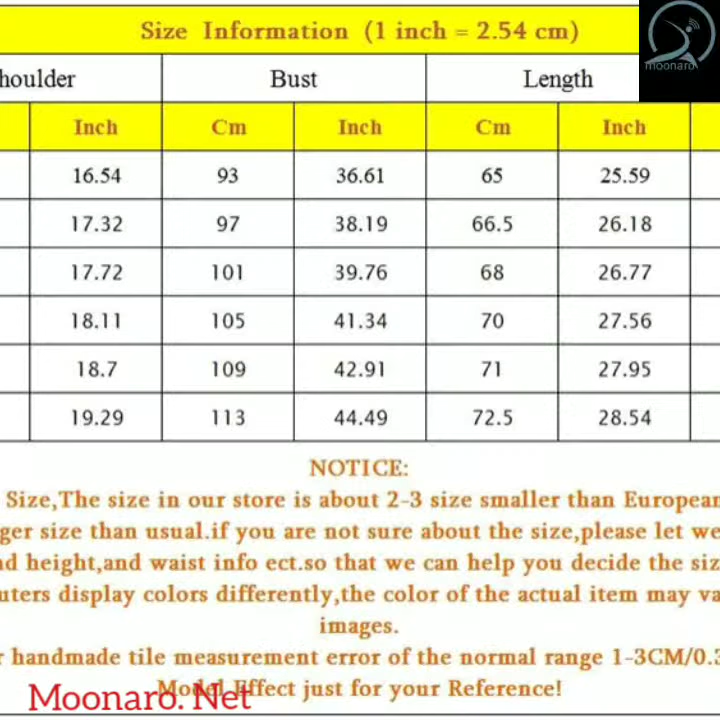 Size Information (1 inch = 2.54 cm)
moonaro
houlder Bust Length
Inch Cm Inch Cm Inch
16.54 93 36.61 65 25.59
17.32 97 38.19 66.5 26.18
17.72 101 39.76 68 26.77
18.11 105 41.34 70 27.56
18.7 109 42.91 71 27.95
19.29 113 44.49 72.5 28.54
NOTICE:
Size,The size in our store is about 2-3 size smaller than European
ger size than usual.if you are not sure about the size,please let we
nd height,and waist info ect.so that we can help you decide the siz
uters display colors differently,the color of the actual item may va
images.
r handmade tile measurement error of the normal range 1-3CM/0.3
Model Effect just for your Reference!
Moonaro. Net